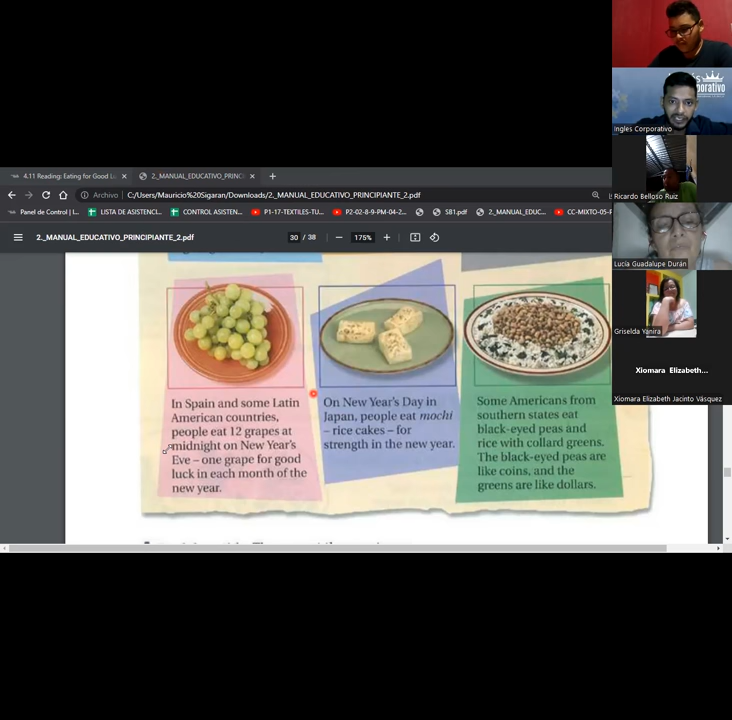 4.11 Reading: Eating for Good L
2._MANUAL_EDUCATIVO_PRINCI
Archivo
C:/Users/Mauricio%20Sigaran/Downloads/2._MANUAL_EDUCATIVO_PRINCIPIANTE_2.pdf
Panel de Control | I...
LISTA DE ASISTENCI...
CONTROL ASISTEN...
P1-17-TEXTILES-TU...
P2-02-8-9-PM-04-2...
SB1.pdf
2._MANUAL_EDUC...
CC-MIXTO-05-F
2._MANUAL_EDUCATIVO_PRINCIPIANTE_2.pdf
30 / 38
175%
In Spain and some Latin
American countries,
people eat 12 grapes at
midnight on New Year's
Eve – one grape for good
luck in each month of the
new year.
On New Year's Day in
Japan, people eat mochi
– rice cakes – for
strength in the new year.
Some Americans from
southern states eat
black-eyed peas and
rice with collard greens.
The black-eyed peas are
like coins, and the
greens are like dollars.
Inglés Corporativo
Ricardo Belloso Ruiz
Lucía Guadalupe Durán
Griselda Yanira
Xiomara Elizabeth...
Xiomara Elizabeth Jacinto Vásquez